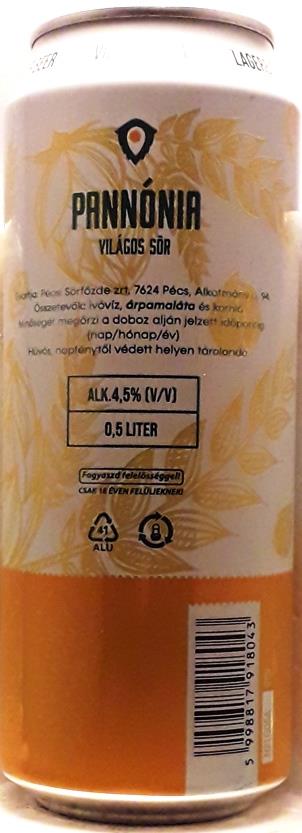 LAGER
PANNÓNIA
VILÁGOS SÖR
Pécsi Sörfőzde zrt. 7624 Pécs, Alkotmány u. 94.
Összetevők: ivóvíz, árpamaláta és komló.
Minőségét megőrzi a doboz alján jelzett időpontig
(nap/hónap/év)
Hűvös, napfénytől védett helyen tárolandó.
ALK.4,5% (V/V)
0,5 LITER
Fogyaszd felelősséggel!
CSAK 18 ÉVEN FELÜLIEKNEK!
41
ALU
5 998817 918043